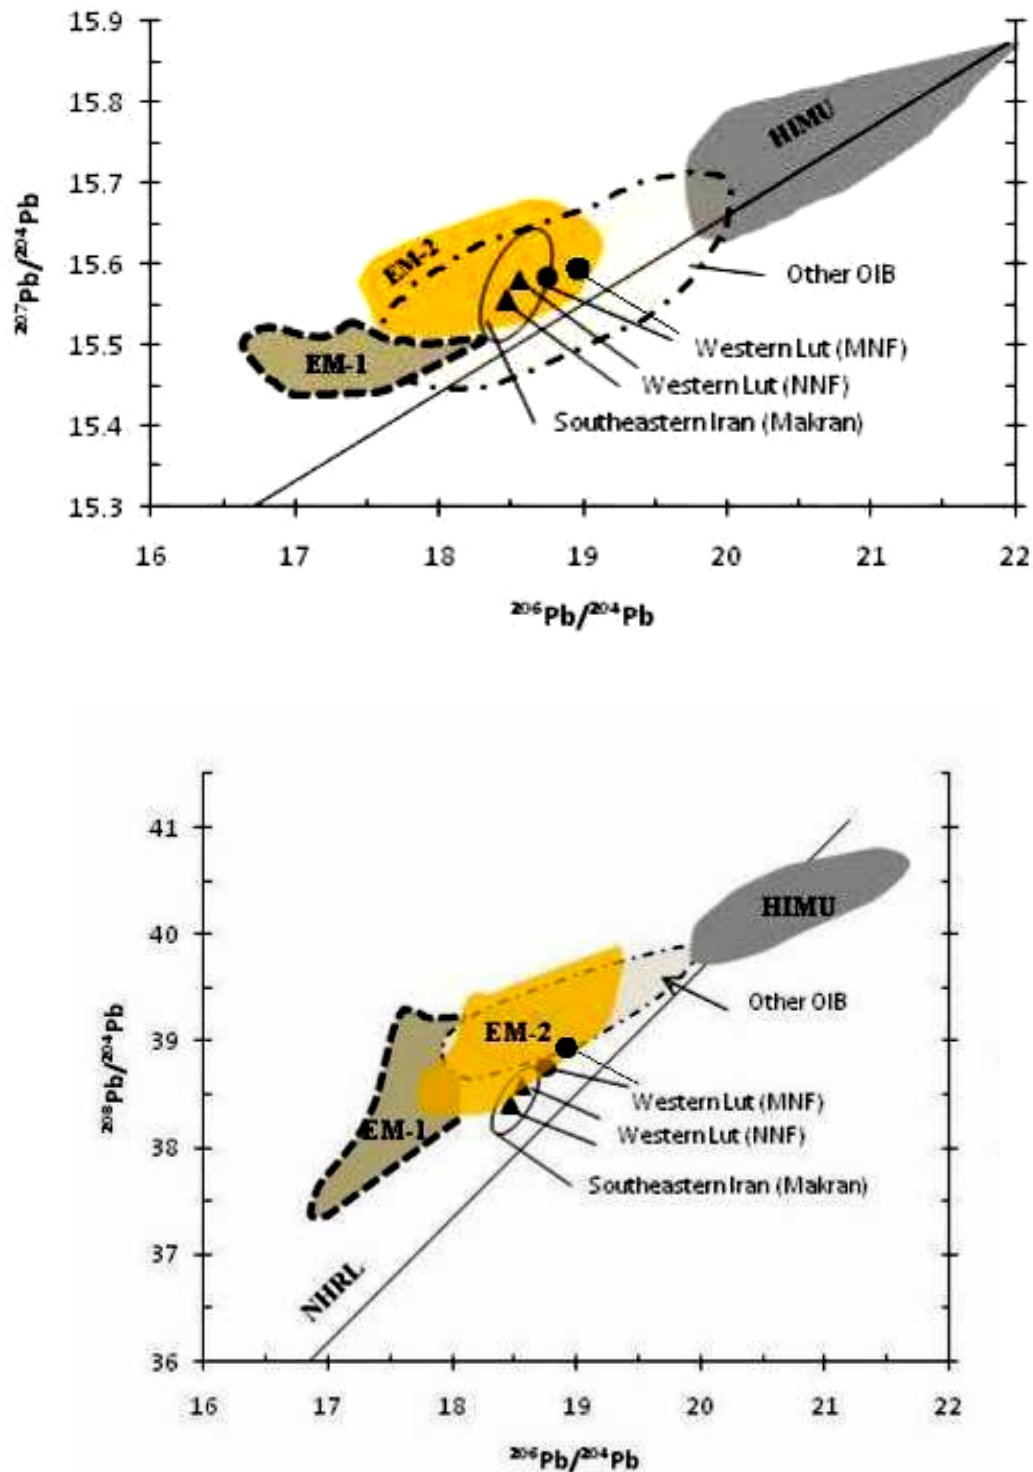 15.9
15.8
15.7
15.6
15.5
15.4
15.3
²⁰⁷Pb/²⁰⁴Pb
HIMU
EM-2
EM-1
Other OIB
Western Lut (MNF)
Western Lut (NNF)
Southeastern Iran (Makran)
16 17 18 19 20 21 22
²⁰⁶Pb/²⁰⁴Pb
41
40
39
38
37
36
²⁰⁸Pb/²⁰⁴Pb
HIMU
Other OIB
EM-2
EM-1
Western Lut (MNF)
Western Lut (NNF)
Southeastern Iran (Makran)
NHRL
16 17 18 19 20 21 22
²⁰⁶Pb/²⁰⁴Pb